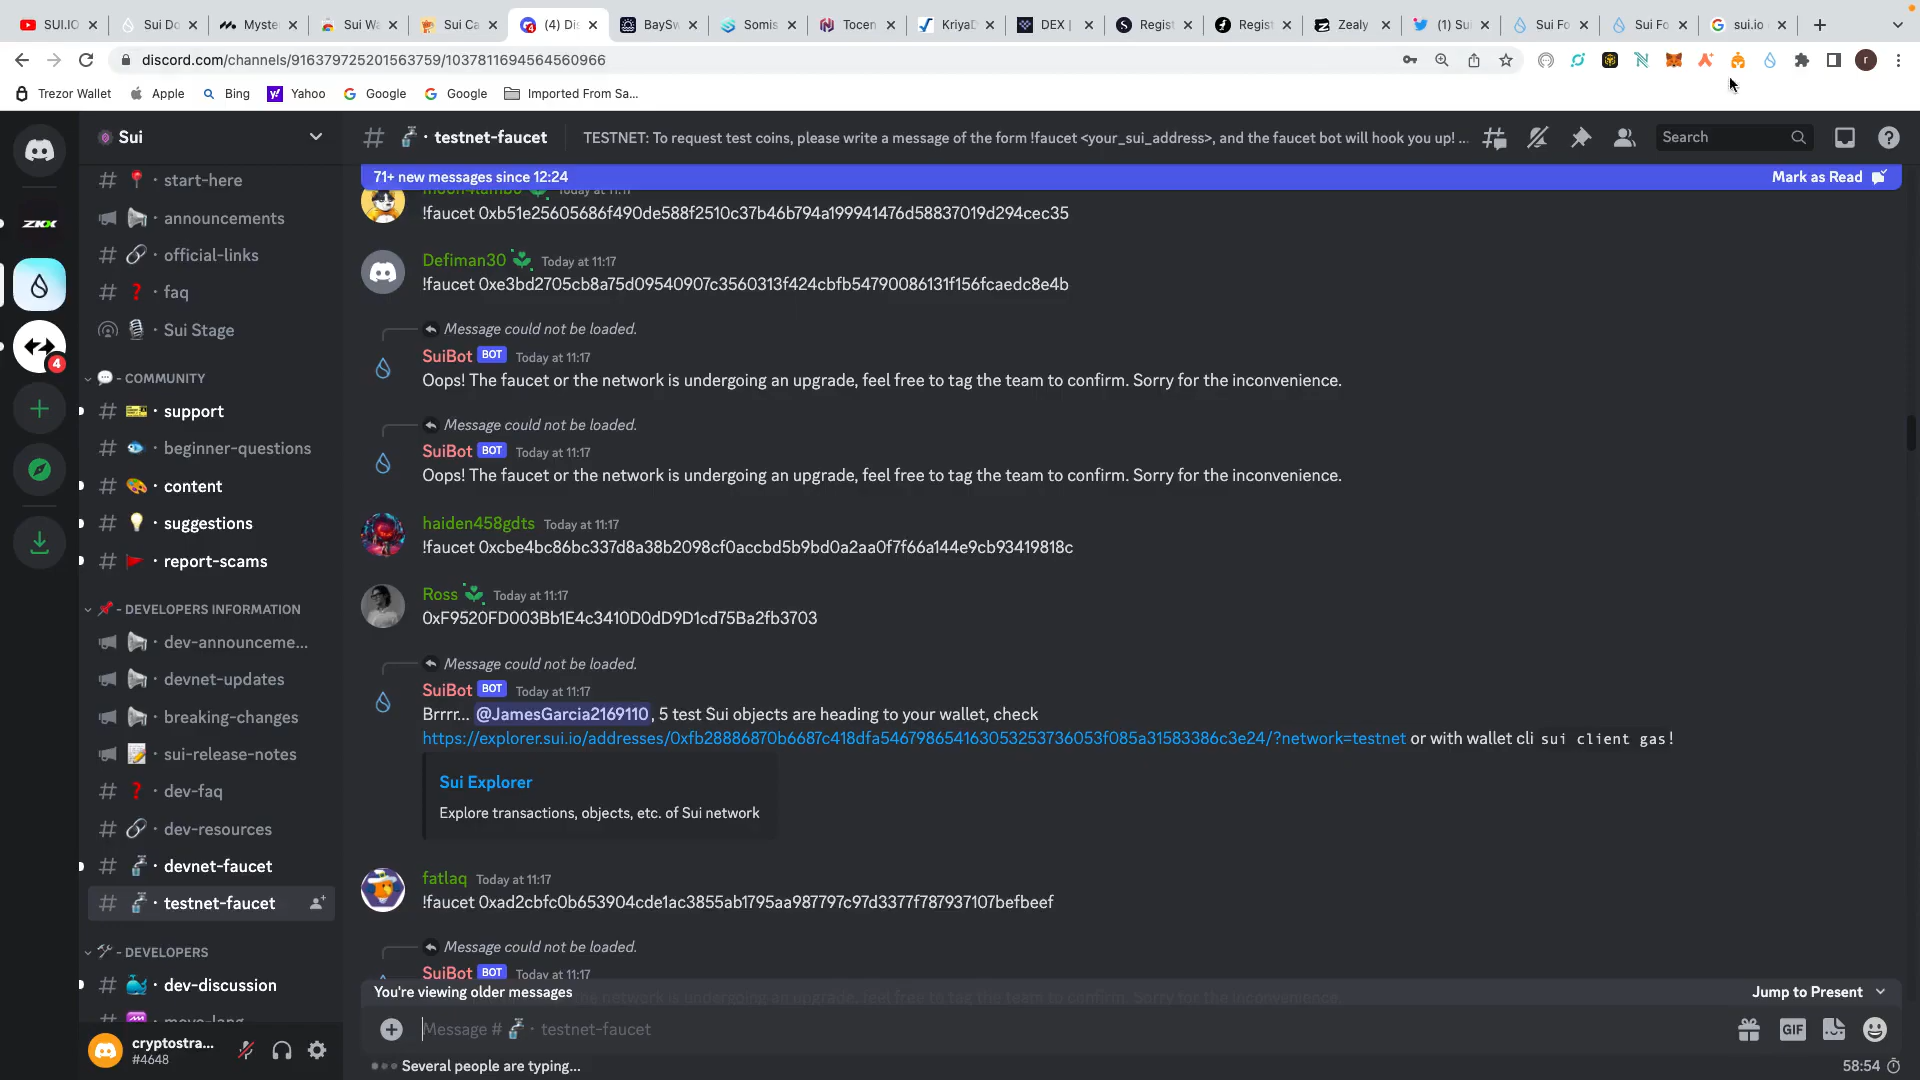 SUI.IO
Sui Do
Myste
Sui Wa
Sui Ca
(4) Dis
BaySw
Somis
Tocen
KriyaD
DEX |
Regist
Regist
Zealy
(1) Sui
Sui Fo
Sui Fo
sui.io
discord.com/channels/916379725201563759/1037811694564560966
r
Trezor Wallet
Apple
Bing
Yahoo
Google
Google
Imported From Sa...
Sui
testnet-faucet
TESTNET: To request test coins, please write a message of the form !faucet <your_sui_address>, and the faucet bot will hook you up! ...
Search
71+ new messages since 12:24
Mark as Read
start-here
announcements
official-links
faq
Sui Stage
- COMMUNITY
support
beginner-questions
content
suggestions
report-scams
- DEVELOPERS INFORMATION
dev-announceme...
devnet-updates
breaking-changes
sui-release-notes
dev-faq
dev-resources
devnet-faucet
testnet-faucet
- DEVELOPERS
dev-discussion
move-lang
ZKX
4
cryptostra...
#4648
!faucet 0xb51e25605686f490de588f2510c37b46b794a199941476d58837019d294cec35
Defiman30 Today at 11:17
!faucet 0xe3bd2705cb8a75d09540907c3560313f424cbfb54790086131f156fcaedc8e4b
Message could not be loaded.
SuiBot BOT Today at 11:17
Oops! The faucet or the network is undergoing an upgrade, feel free to tag the team to confirm. Sorry for the inconvenience.
Message could not be loaded.
SuiBot BOT Today at 11:17
Oops! The faucet or the network is undergoing an upgrade, feel free to tag the team to confirm. Sorry for the inconvenience.
haiden458gdts Today at 11:17
!faucet 0xcbe4bc86bc337d8a38b2098cf0accbd5b9bd0a2aa0f7f66a144e9cb93419818c
Ross Today at 11:17
0xF9520FD003Bb1E4c3410D0dD9D1cd75Ba2fb3703
Message could not be loaded.
SuiBot BOT Today at 11:17
Brrrr... @JamesGarcia2169110, 5 test Sui objects are heading to your wallet, check
https://explorer.sui.io/addresses/0xfb28886870b6687c418dfa546798654163053253736053f085a31583386c3e24/?network=testnet or with wallet cli sui client gas!
Sui Explorer
Explore transactions, objects, etc. of Sui network
fatlaq Today at 11:17
!faucet 0xad2cbfc0b653904cde1ac3855ab1795aa987797c97d3377f787937107befbeef
Message could not be loaded.
SuiBot BOT Today at 11:17
You're viewing older messages
Jump to Present
Message # testnet-faucet
GIF
Several people are typing...
58:54